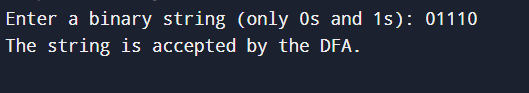 Enter a binary string (only 0s and 1s): 01110
The string is accepted by the DFA.